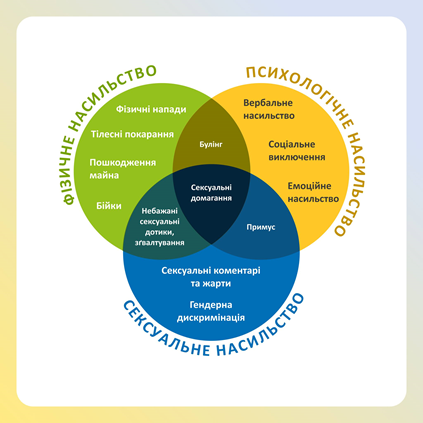 ФІЗИЧНЕ НАСИЛЬСТВО
ПСИХОЛОГІЧНЕ НАСИЛЬСТВО
Фізичні напади
Тілесні покарання
Пошкодження
майна
Бійки
Булінг
Вербальне
насильство
Соціальне
виключення
Емоційне
насильство
Сексуальні
домагання
Небажані
сексуальні
дотики,
зґвалтування
Примус
Сексуальні коментарі
та жарти
Гендерна
дискримінація
СЕКСУАЛЬНЕ НАСИЛЬСТВО